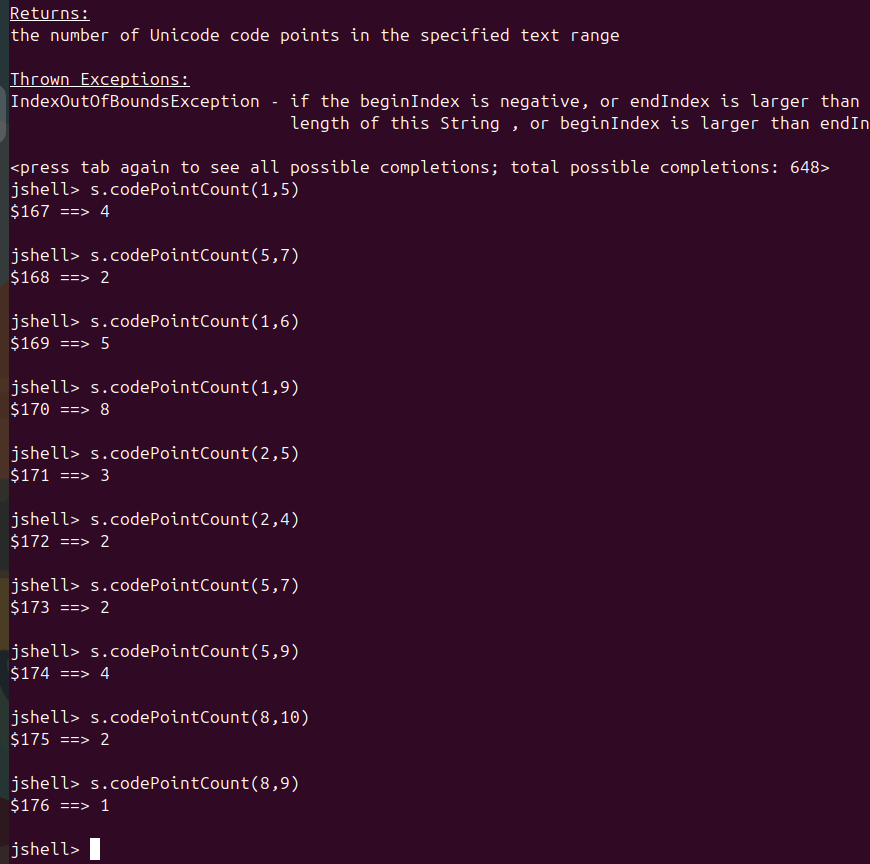 Returns:
the number of Unicode code points in the specified text range
Thrown Exceptions:
IndexOutOfBoundsException - if the beginIndex is negative, or endIndex is larger than
length of this String , or beginIndex is larger than endIn
<press tab again to see all possible completions; total possible completions: 648>
jshell> s.codePointCount(1,5)
$167 ==> 4
jshell> s.codePointCount(5,7)
$168 ==> 2
jshell> s.codePointCount(1,6)
$169 ==> 5
jshell> s.codePointCount(1,9)
$170 ==> 8
jshell> s.codePointCount(2,5)
$171 ==> 3
jshell> s.codePointCount(2,4)
$172 ==> 2
jshell> s.codePointCount(5,7)
$173 ==> 2
jshell> s.codePointCount(5,9)
$174 ==> 4
jshell> s.codePointCount(8,10)
$175 ==> 2
jshell> s.codePointCount(8,9)
$176 ==> 1
jshell>